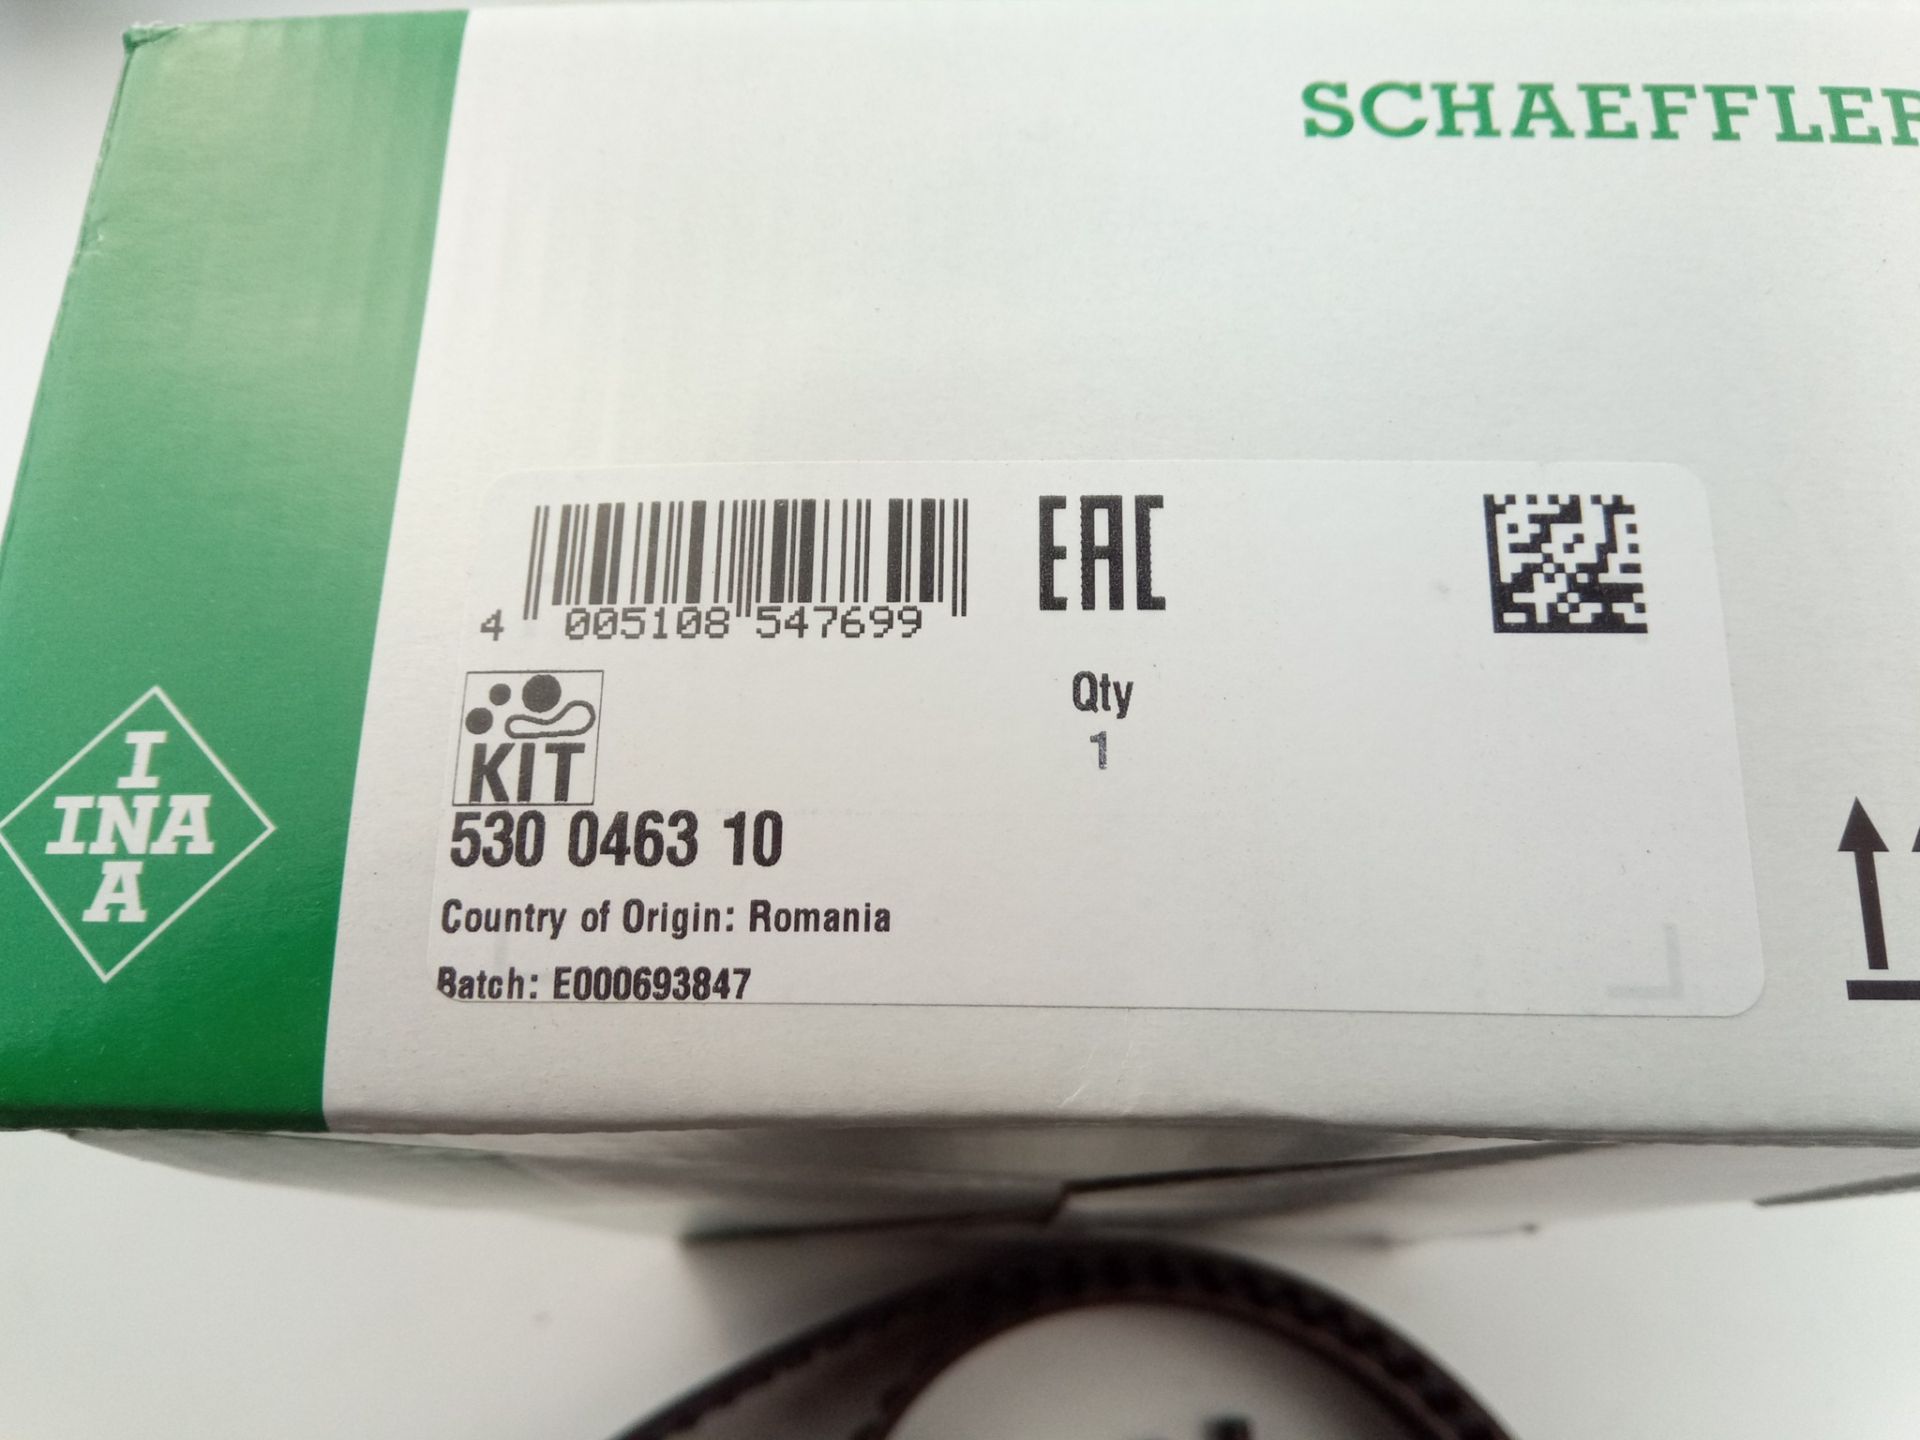 SCHAEFFLER
EAC
4 005108 547699
KIT
Qty
1
530 0463 10
Country of Origin: Romania
Batch: E000693847
I
INA
A